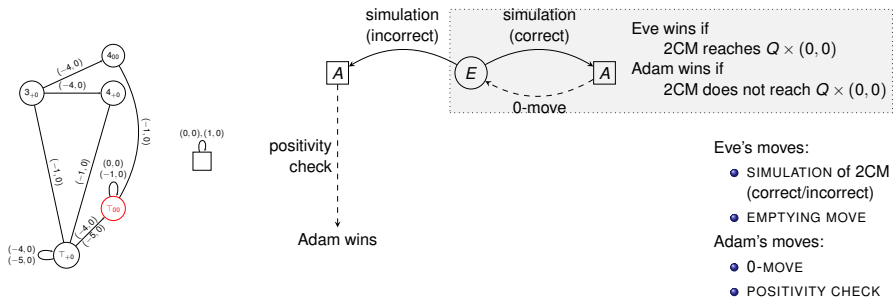 simulation
(incorrect)
simulation
(correct)
Eve wins if
2CM reaches Q × (0, 0)
Adam wins if
2CM does not reach Q × (0, 0)
A
E
A
0-move
positivity
check
Adam wins
4₀₀
(−4, 0)
3₊₀
(−4, 0)
4₊₀
(−1, 0)
(−1, 0)
(−1, 0)
(0, 0), (1, 0)
(0, 0)
(−1, 0)
⊤₀₀
(−4, 0)
(−5, 0)
(−4, 0)
(−5, 0)
⊤₊₀
Eve's moves:
SIMULATION of 2CM
(correct/incorrect)
EMPTYING MOVE
Adam's moves:
0-MOVE
POSITIVITY CHECK